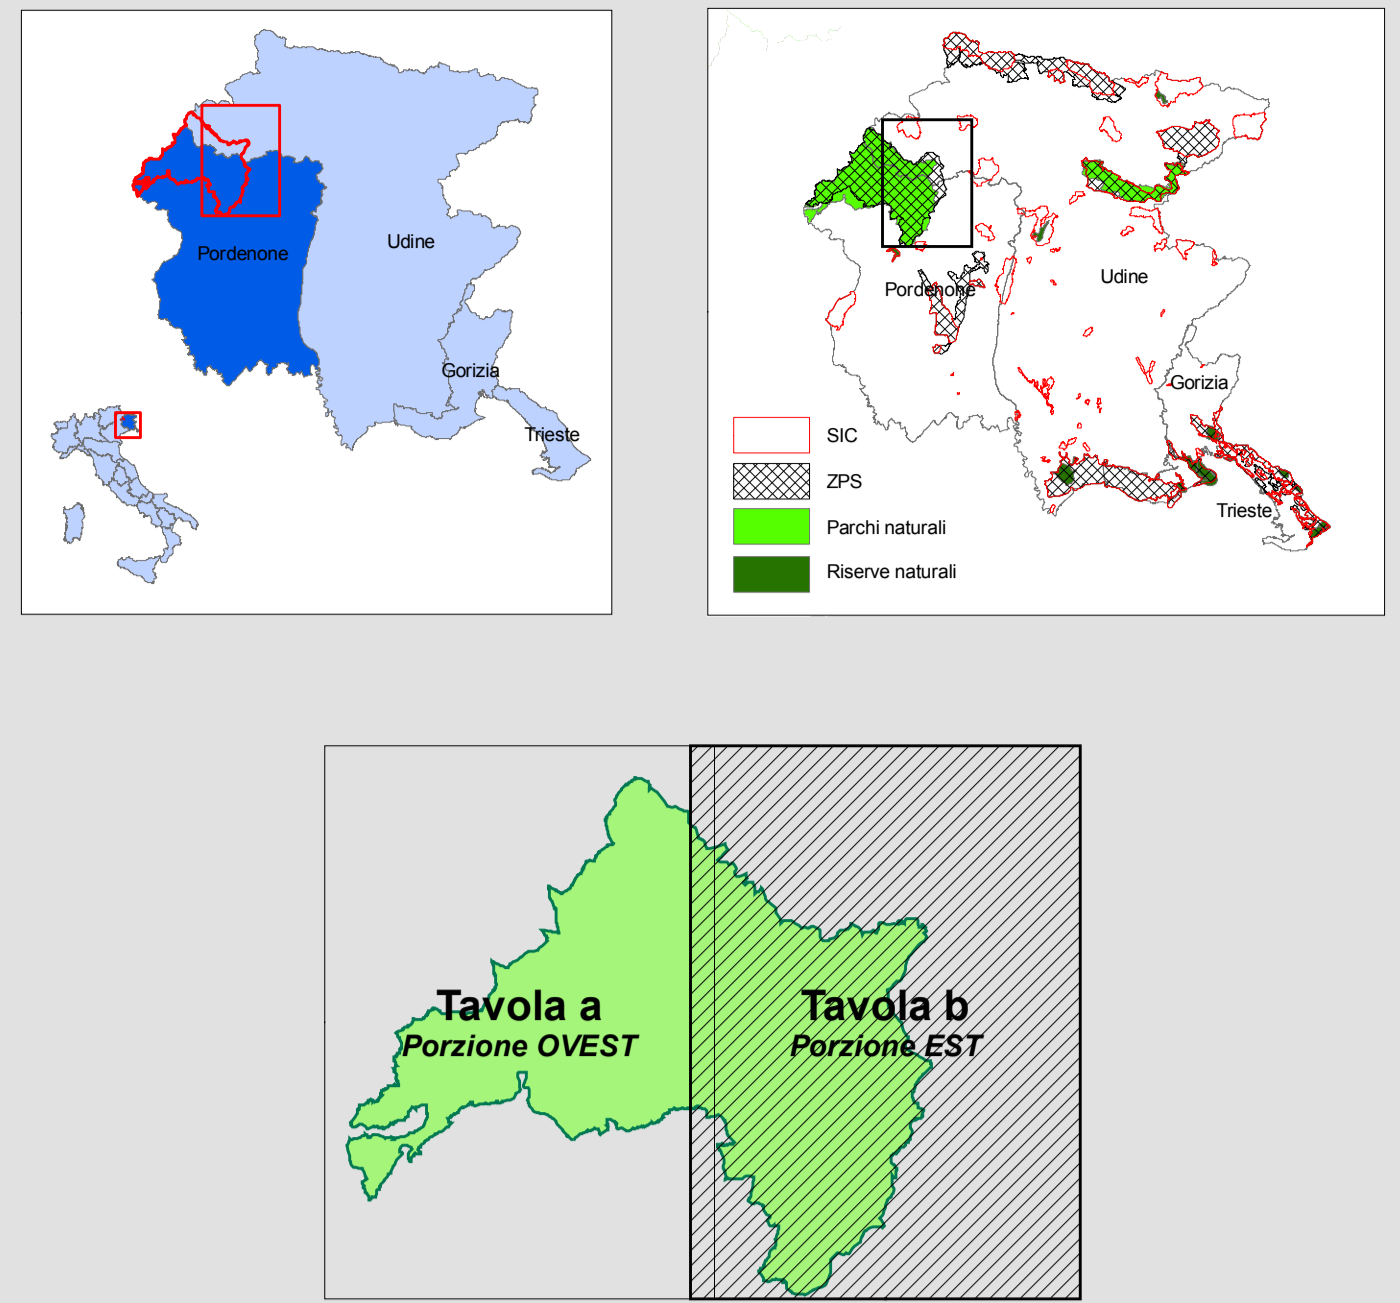 Udine
Pordenone
Gorizia
Trieste
Udine
Pordenone
Gorizia
SIC
ZPS
Trieste
Parchi naturali
Riserve naturali
Tavola a
Porzione OVEST
Tavola b
Porzione EST